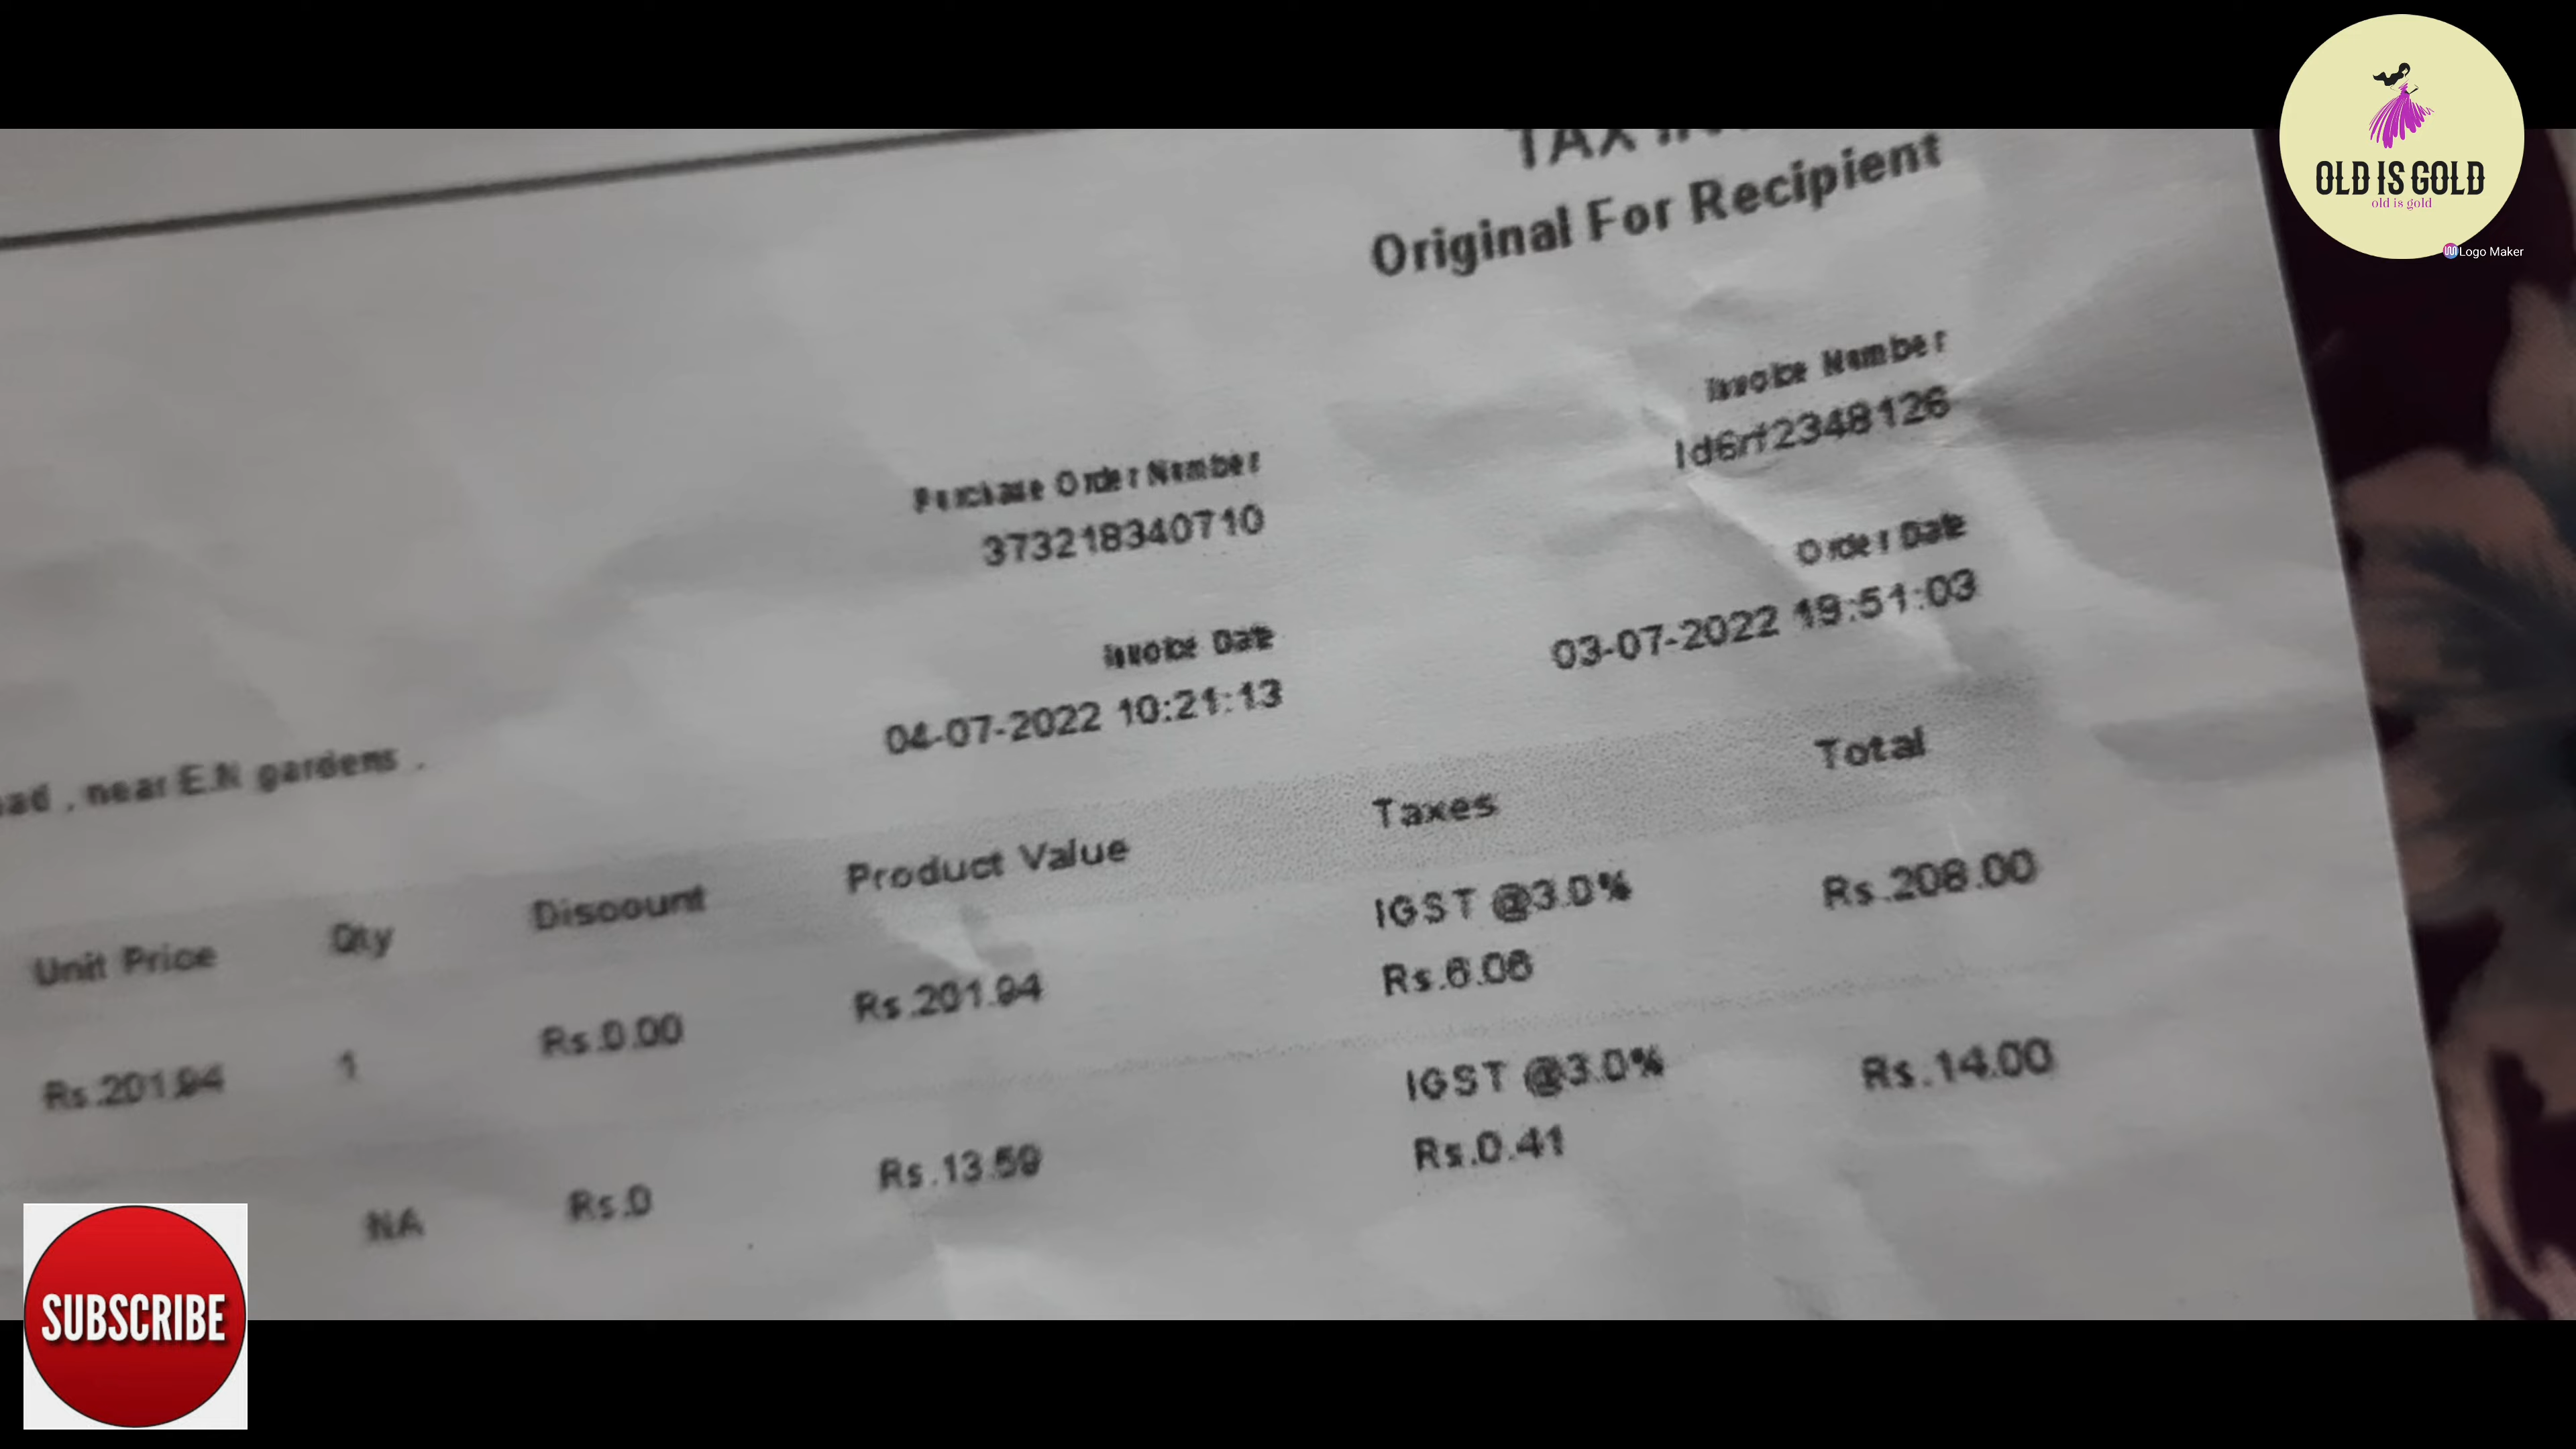 TAX
Original For Recipient
OLD IS GOLD
old is gold
Logo Maker
Purchase Order Number
373218340710
Invoice Number
Id6rf2348126
Invoice Date
04-07-2022 10:21:13
Order Date
03-07-2022 19:51:03
, near E.N gardens ,
Unit Price Qty Discount Product Value Taxes Total
Rs.201.94 1 Rs.0.00 Rs.201.94 IGST @3.0% Rs.208.00
Rs.6.06
NA Rs.0 Rs.13.59 IGST @3.0% Rs.14.00
Rs.0.41
SUBSCRIBE